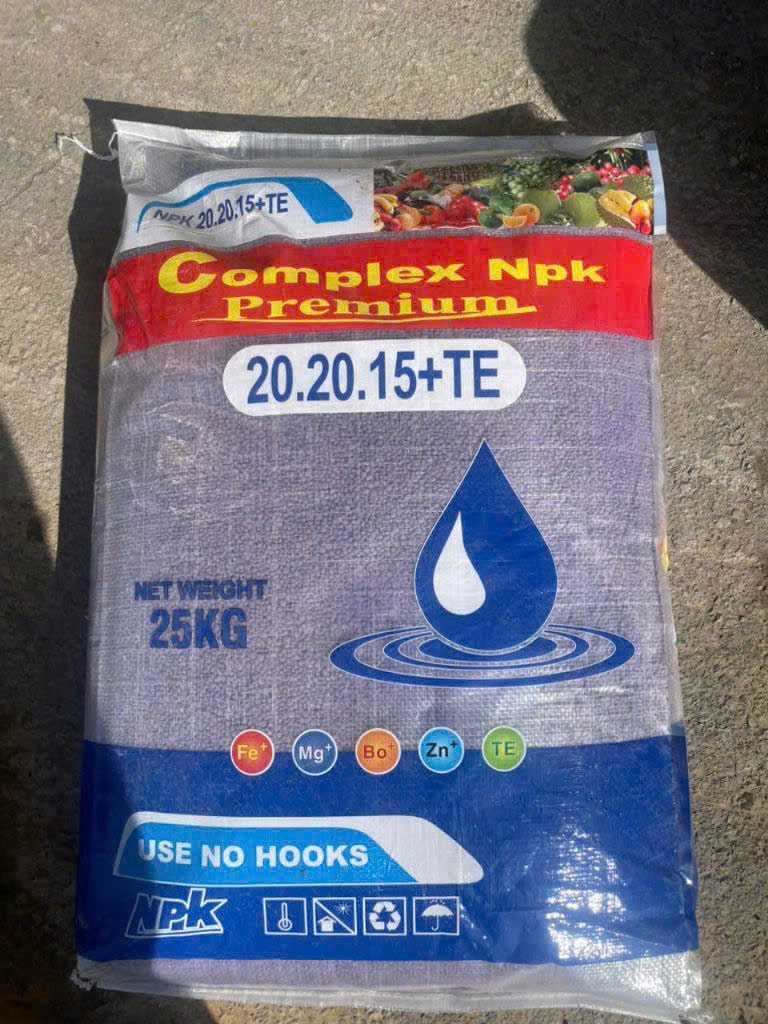 NPK 20.20.15+TE
Complex Npk
Premium
20.20.15+TE
NET WEIGHT
25KG
Fe+ Mg+ Bo+ Zn+ TE
USE NO HOOKS
NPK